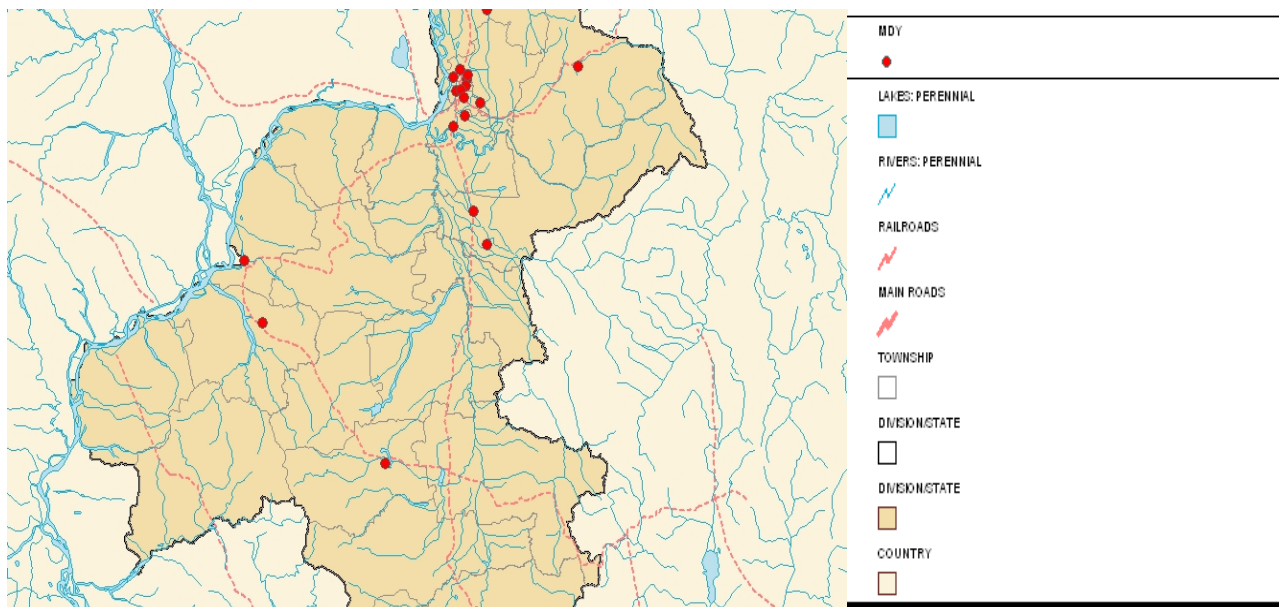 MDY
LAKES: PERENNIAL
RIVERS: PERENNIAL
RAILROADS
MAIN ROADS
TOWNSHIP
DIVISION/STATE
DIVISION/STATE
COUNTRY